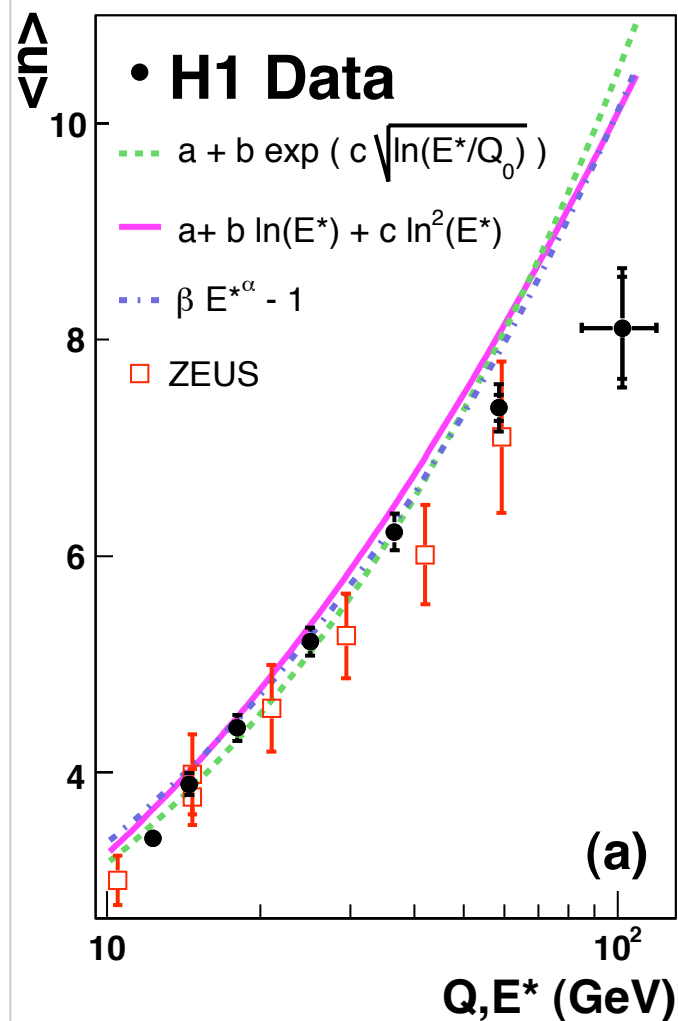 <n>
10
8
6
4
H1 Data
a + b exp ( c √ln(E*/Q₀) )
a+ b ln(E*) + c ln²(E*)
β E*^α - 1
ZEUS
(a)
10
10²
Q,E* (GeV)